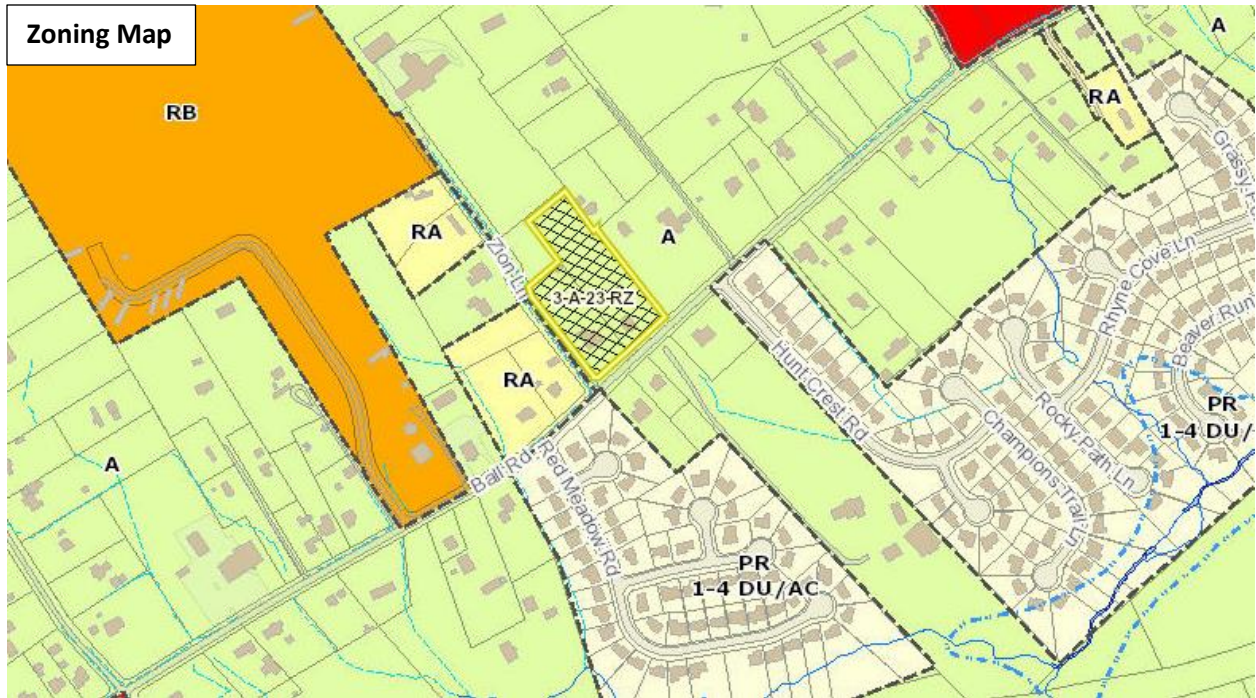 Zoning Map
A
RB
RA
Grassy
RA
A
Zion Ln
3-A-23-RZ
Rhyne Cove Ln
Beaver Run
RA
Hunt Crest Rd
Rocky Path Ln
PR
1-4 DU/
Champions Trail Ln
A
Ball Rd
Red Meadow Rd
PR
1-4 DU/AC